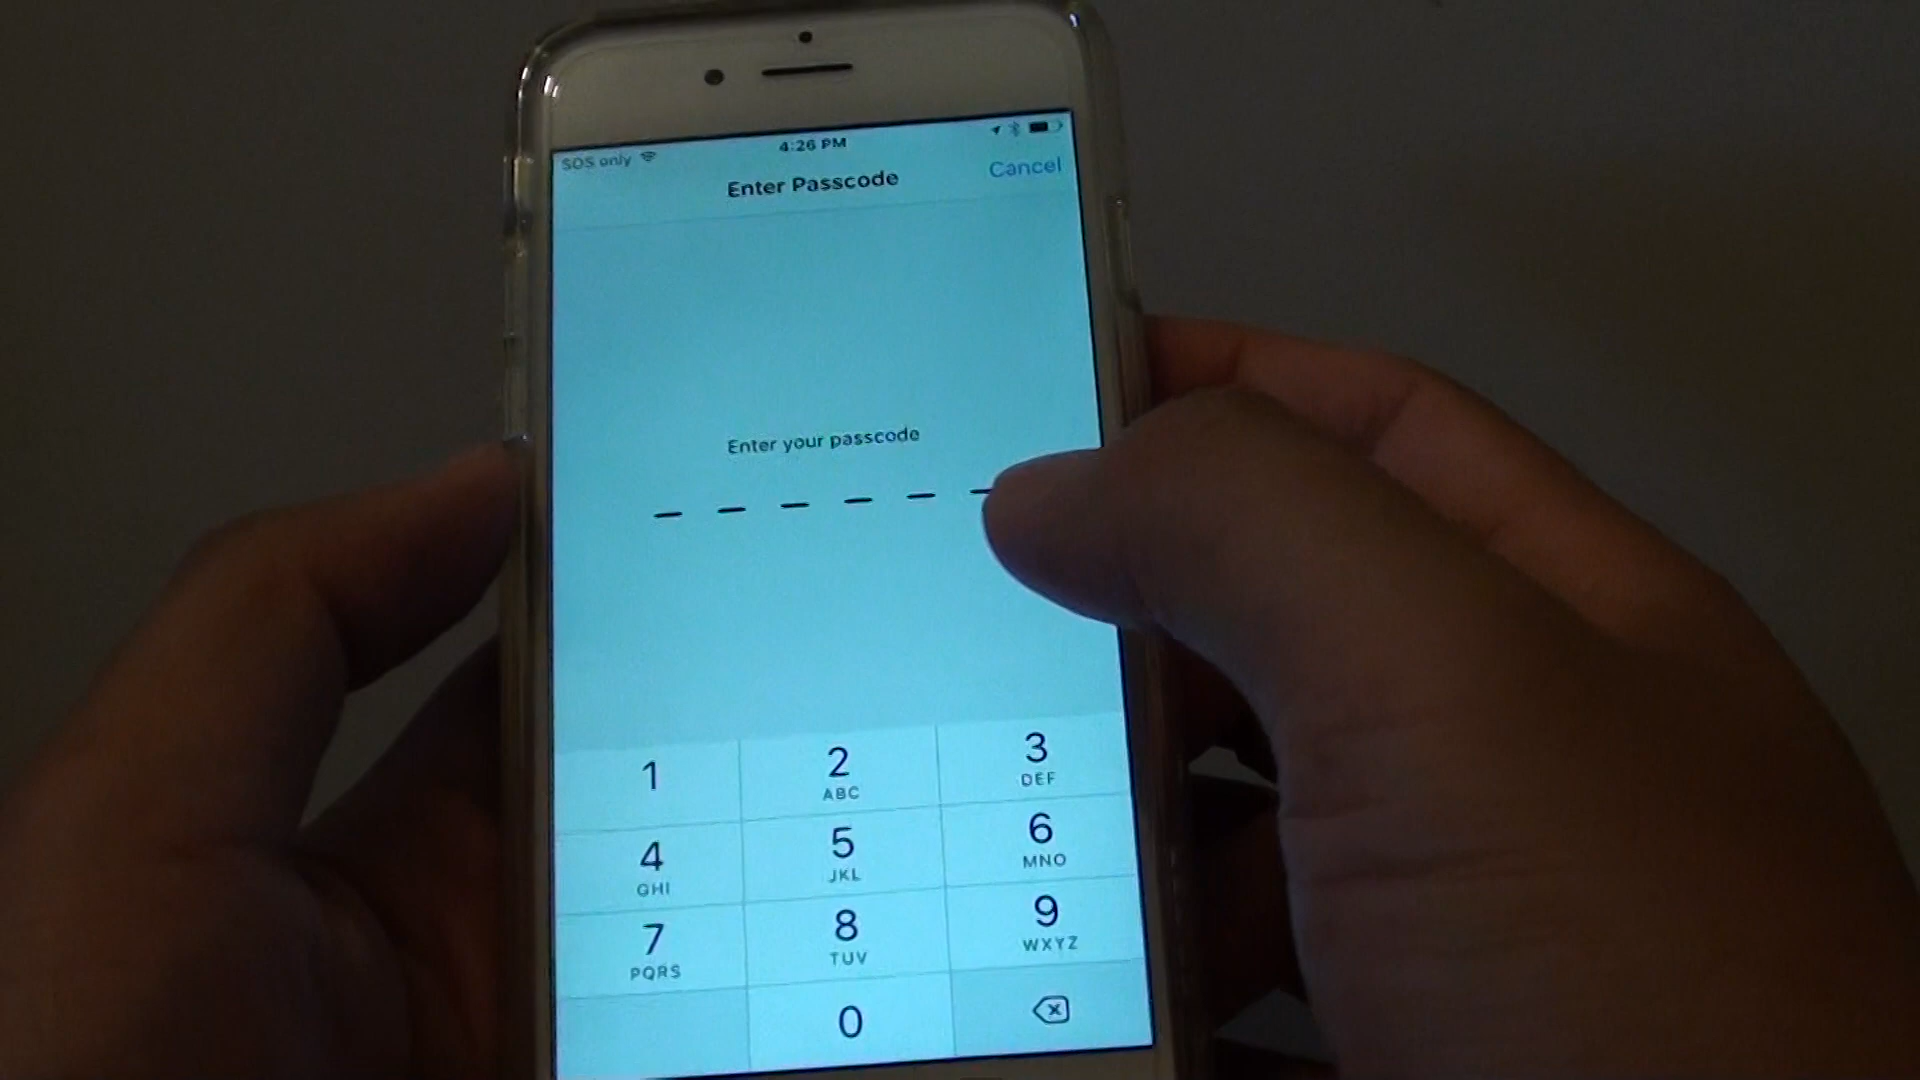 SOS only 4:26 PM
Enter Passcode Cancel
Enter your passcode
1 2 3
ABC DEF
4 5 6
GHI JKL MNO
7 8 9
PQRS TUV WXYZ
0